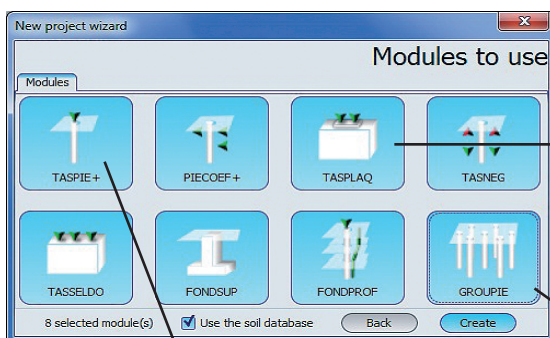 New project wizard
Modules to use
Modules
TASPIE+ PIECOEF+ TASPLAQ TASNEG
TASSELDO FONDSUP FONDPROF GROUPIE
8 selected module(s) Use the soil database Back Create